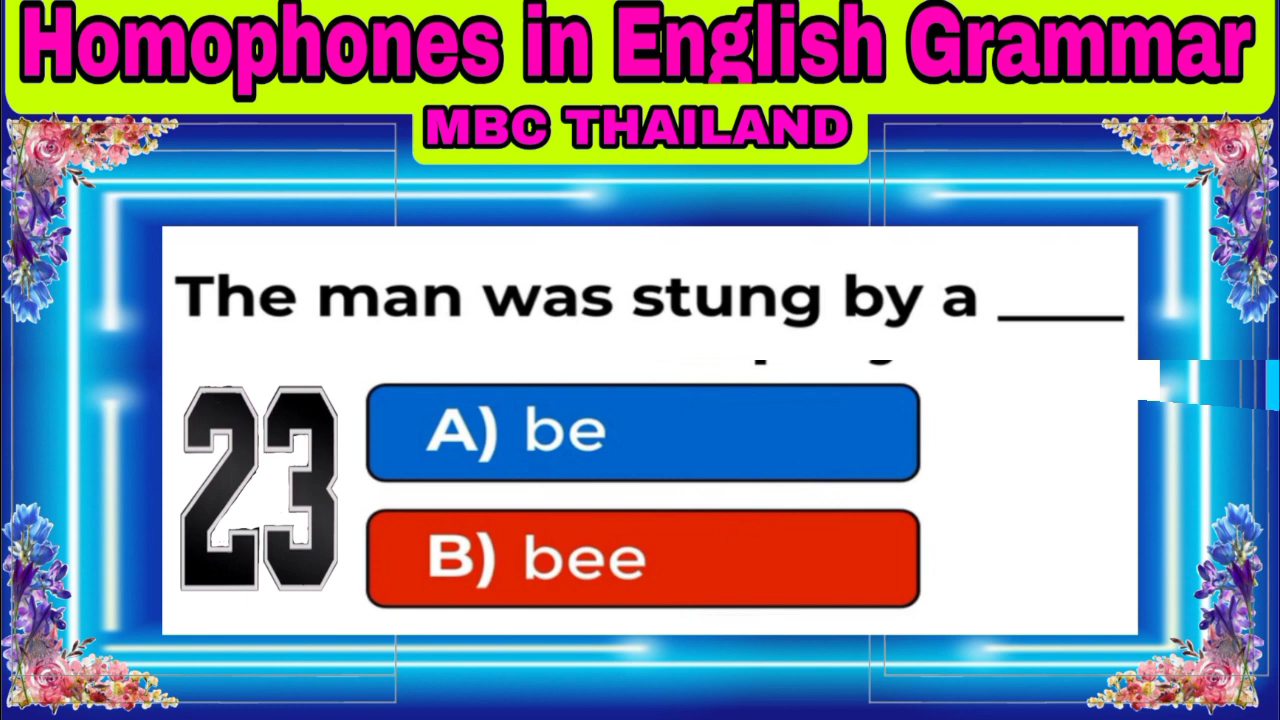 Homophones in English Grammar
MBC THAILAND
The man was stung by a ____
23
A) be
B) bee